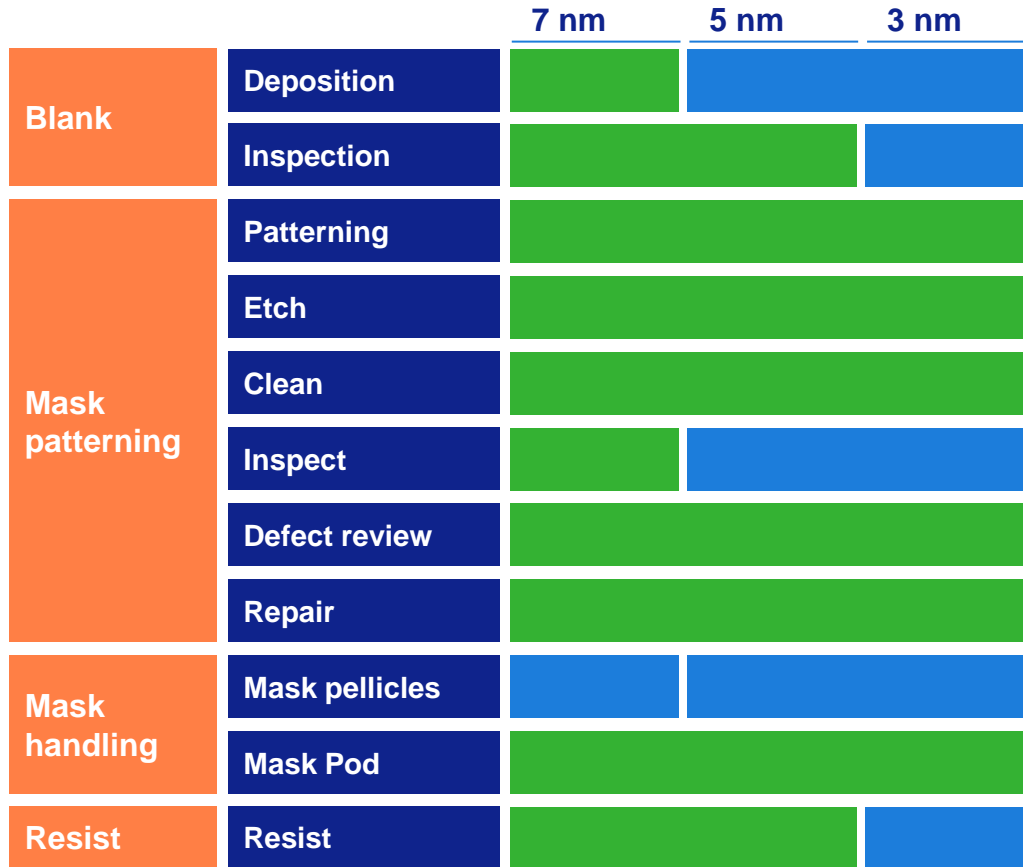 7 nm 5 nm 3 nm
Blank
Deposition
Inspection
Mask
patterning
Patterning
Etch
Clean
Inspect
Defect review
Repair
Mask
handling
Mask pellicles
Mask Pod
Resist
Resist